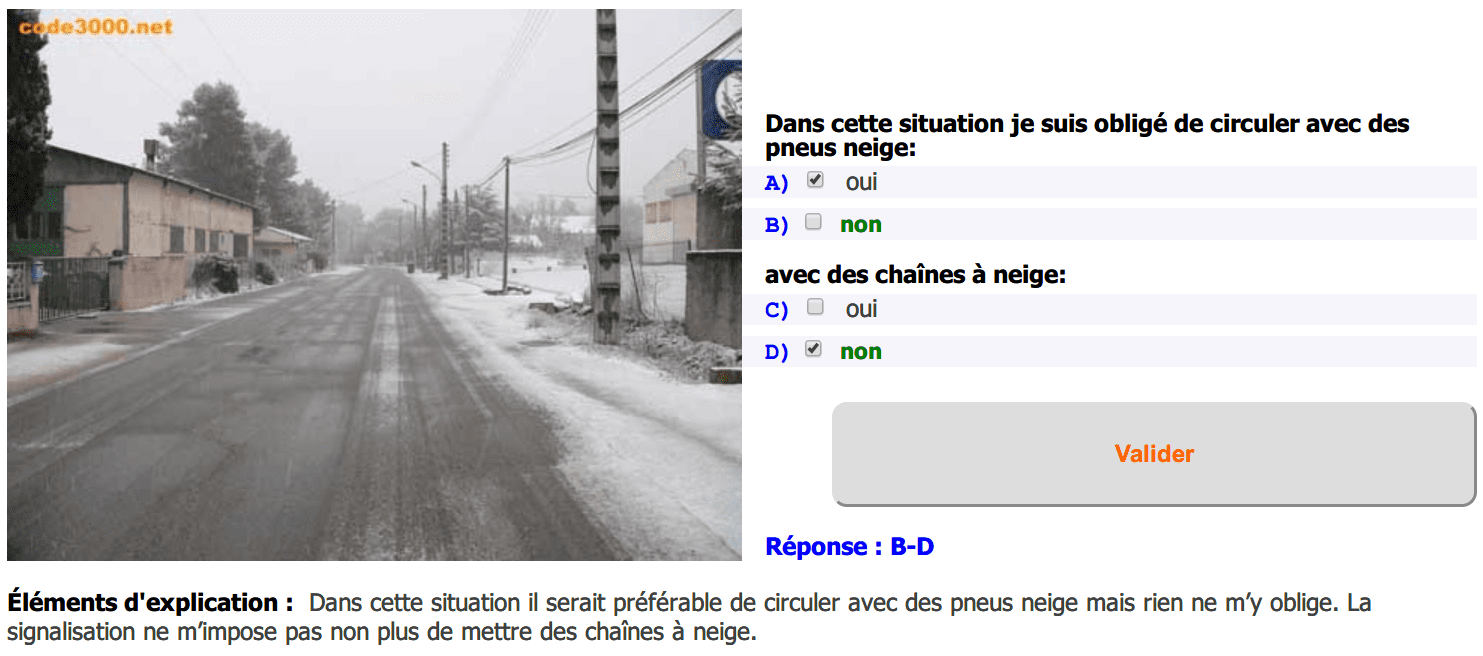 code3000.net
Dans cette situation je suis obligé de circuler avec des
pneus neige:
A) oui
B) non
avec des chaînes à neige:
C) oui
D) non
Valider
Réponse : B-D
Éléments d'explication : Dans cette situation il serait préférable de circuler avec des pneus neige mais rien ne m’y oblige. La
signalisation ne m’impose pas non plus de mettre des chaînes à neige.